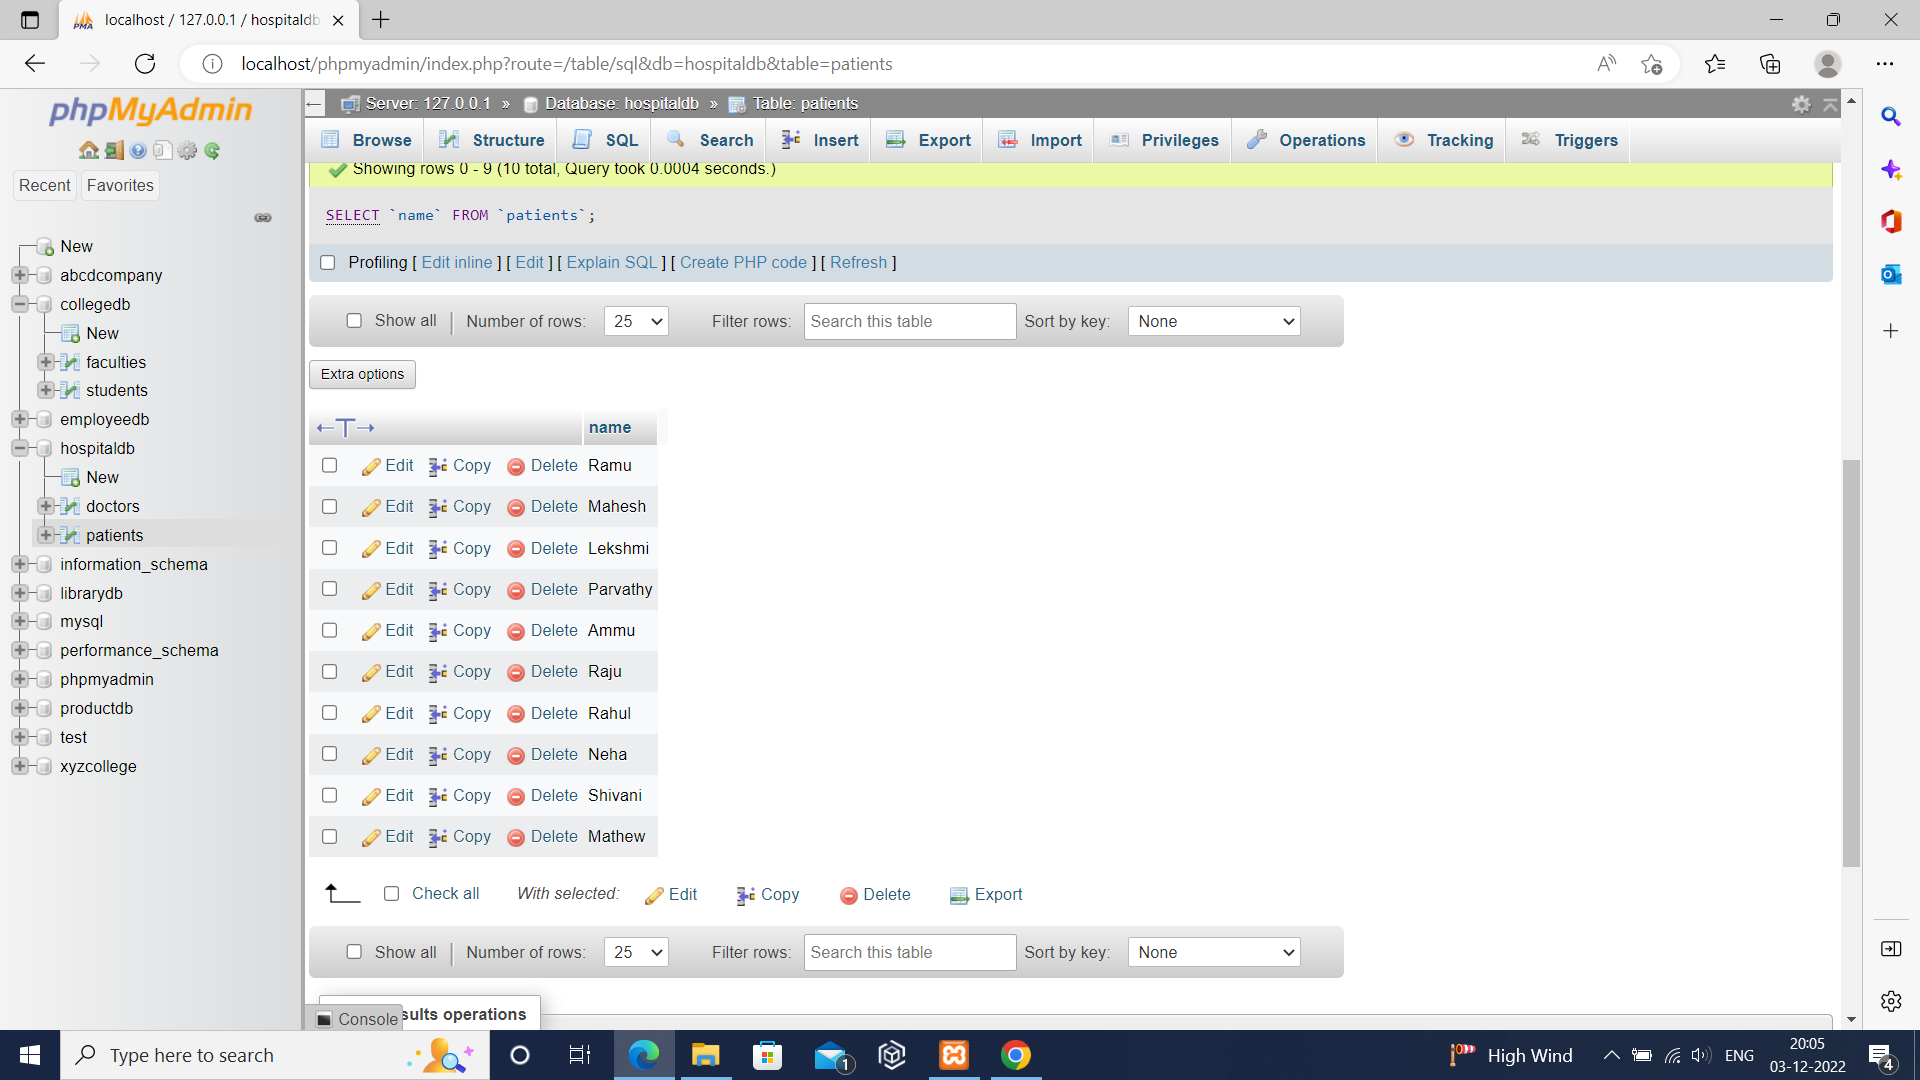 localhost / 127.0.0.1 / hospitaldb
localhost/phpmyadmin/index.php?route=/table/sql&db=hospitaldb&table=patients
phpMyAdmin
Recent Favorites
New
abcdcompany
collegedb
New
faculties
students
employeedb
hospitaldb
New
doctors
patients
information_schema
librarydb
mysql
performance_schema
phpmyadmin
productdb
test
xyzcollege
Server: 127.0.0.1 » Database: hospitaldb » Table: patients
Browse Structure SQL Search Insert Export Import Privileges Operations Tracking Triggers
Showing rows 0 - 9 (10 total, Query took 0.0004 seconds.)
SELECT `name` FROM `patients`;
Profiling [ Edit inline ] [ Edit ] [ Explain SQL ] [ Create PHP code ] [ Refresh ]
Show all Number of rows: 25 Filter rows: Search this table Sort by key: None
Extra options
←T→ name
Edit Copy Delete Ramu
Edit Copy Delete Mahesh
Edit Copy Delete Lekshmi
Edit Copy Delete Parvathy
Edit Copy Delete Ammu
Edit Copy Delete Raju
Edit Copy Delete Rahul
Edit Copy Delete Neha
Edit Copy Delete Shivani
Edit Copy Delete Mathew
Check all With selected: Edit Copy Delete Export
Show all Number of rows: 25 Filter rows: Search this table Sort by key: None
Console sults operations
Type here to search 1 High Wind ENG 20:05
03-12-2022 4